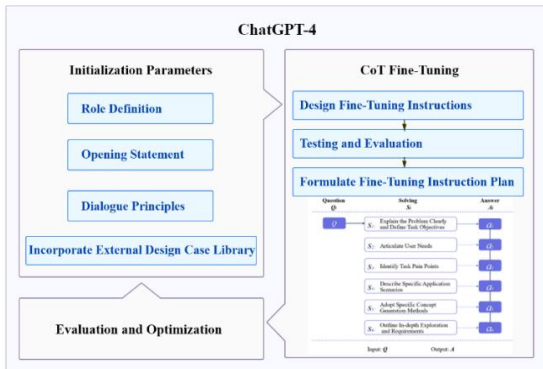 ChatGPT-4
Initialization Parameters
Role Definition
Opening Statement
Dialogue Principles
Incorporate External Design Case Library
Evaluation and Optimization
CoT Fine-Tuning
Design Fine-Tuning Instructions
Testing and Evaluation
Formulate Fine-Tuning Instruction Plan
Question
Solving
Answer
Explain the Problem Clearly
and Define Task Objectives
Articulate User Needs
Identify Task Pain Points
Describe Specific Application
Scenarios
Adopt Specific Concept
Generation Methods
Outline In-depth Exploration
and Requirements
Input: Q
Output: A